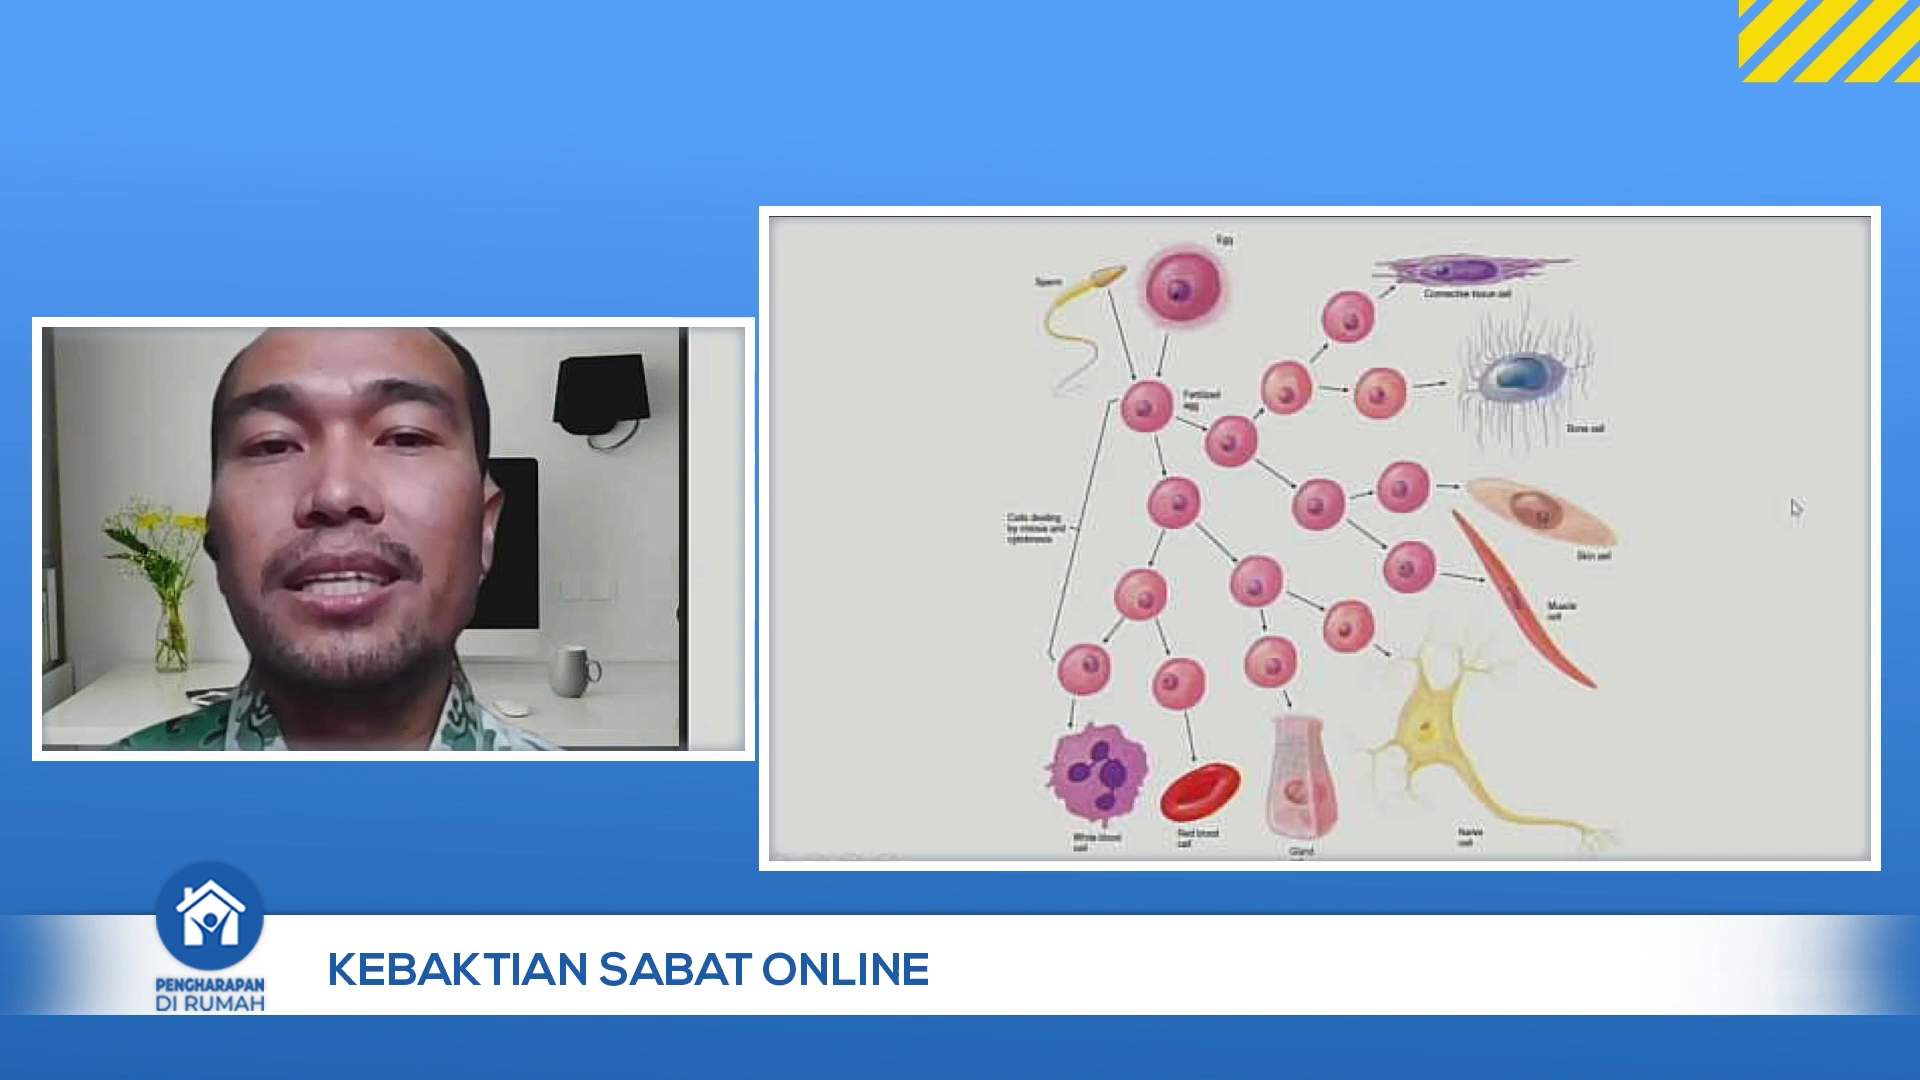 Egg
Sperm
Connective tissue cell
Fertilized
egg
Bone cell
Cells dividing
by mitosis and
cytokinesis
Skin cell
Muscle
cell
White blood
cell
Red blood
cell
Gland
Nerve
cell
PENGHARAPAN
DI RUMAH
KEBAKTIAN SABAT ONLINE